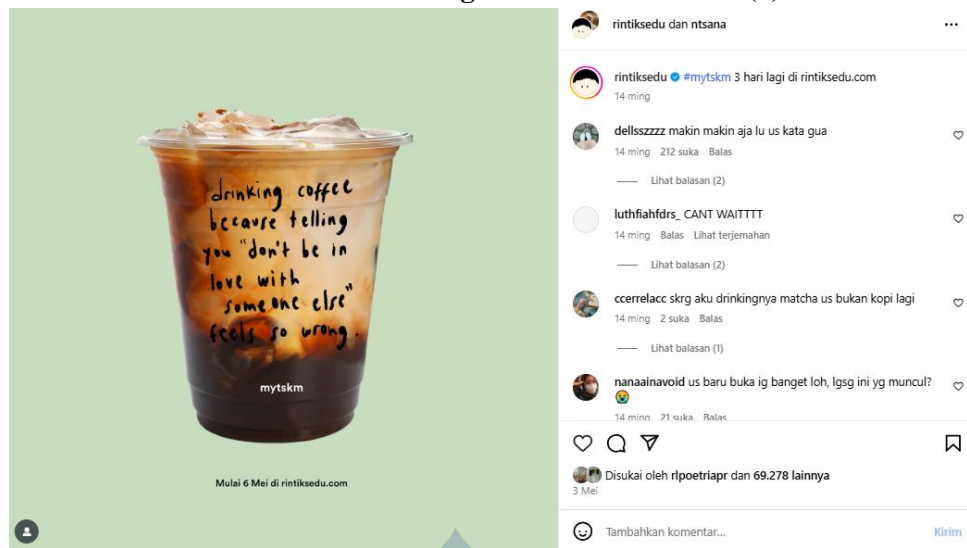 rintiksedu dan ntsana
rintiksedu #mytskm 3 hari lagi di rintiksedu.com
14 ming
dellsszzzz makin makin aja lu us kata gua
14 ming 212 suka Balas
Lihat balasan (2)
luthfiahfdrs_ CANT WAITTTT
14 ming Balas Lihat terjemahan
Lihat balasan (2)
ccerrelacc skrg aku drinkingnya matcha us bukan kopi lagi
14 ming 2 suka Balas
Lihat balasan (1)
nanaainavoid us baru buka ig banget loh, lgsg ini yg muncul?
14 ming 21 suka Balas
Disukai oleh rlpoetriapr dan 69.278 lainnya
3 Mei
Tambahkan komentar...
Kirim
drinking coffee
because telling
you "don't be in
love with
someone else"
feels so wrong.
mytskm
Mulai 6 Mei di rintiksedu.com